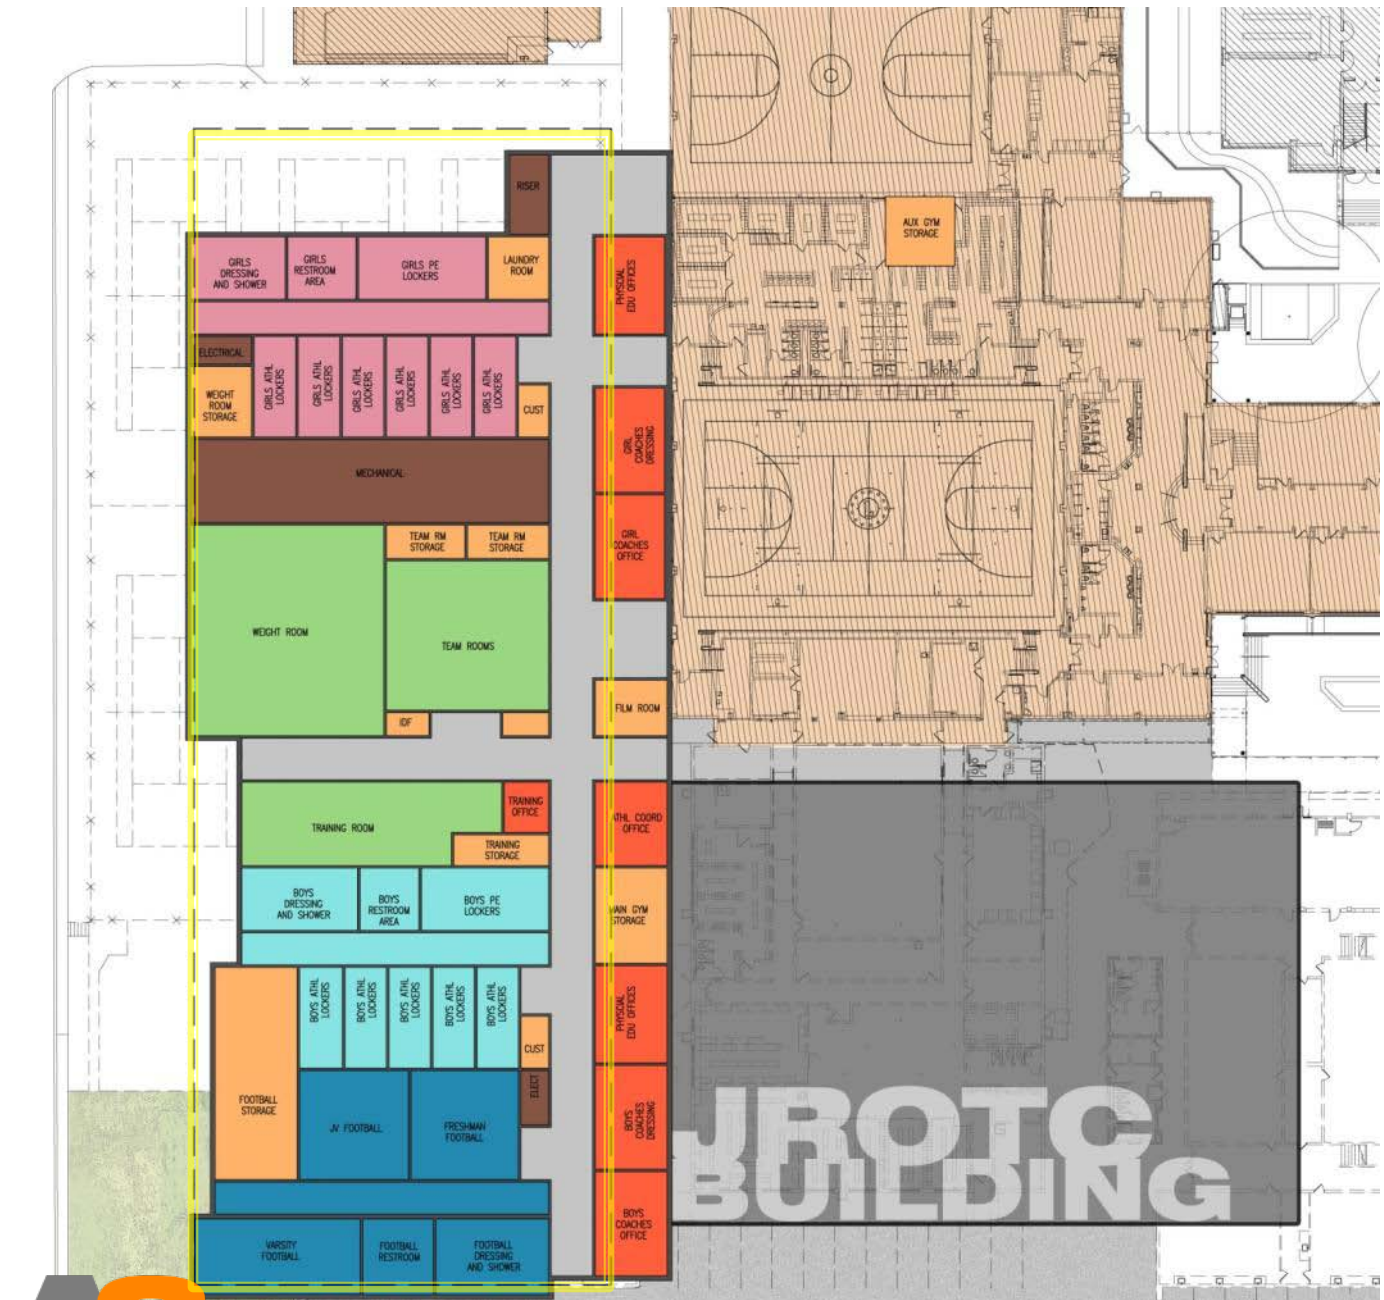 RISER
AUX GYM
STORAGE
GIRLS
DRESSING
AND SHOWER
GIRLS
RESTROOM
AREA
GIRLS PE
LOCKERS
LAUNDRY
ROOM
PHYSCIAL
EDU OFFICES
ELECTRICAL
WEIGHT
ROOM
STORAGE
GIRLS ATHL
LOCKERS
GIRLS ATHL
LOCKERS
GIRLS ATHL
LOCKERS
GIRLS ATHL
LOCKERS
GIRLS ATHL
LOCKERS
GIRLS ATHL
LOCKERS
CUST
GIRL
COACHES
DRESSING
MECHANICAL
TEAM RM
STORAGE
TEAM RM
STORAGE
GIRL
COACHES
OFFICE
WEIGHT ROOM
TEAM ROOMS
IDF
FILM ROOM
TRAINING ROOM
TRAINING
OFFICE
TRAINING
STORAGE
ATHL COORD
OFFICE
BOYS
DRESSING
AND SHOWER
BOYS
RESTROOM
AREA
BOYS PE
LOCKERS
MAIN GYM
STORAGE
BOYS ATHL
LOCKERS
BOYS ATHL
LOCKERS
BOYS ATHL
LOCKERS
BOYS ATHL
LOCKERS
BOYS ATHL
LOCKERS
CUST
PHYSCIAL
EDU OFFICES
FOOTBALL
STORAGE
JV FOOTBALL
FRESHMAN
FOOTBALL
ELECT
BOYS
COACHES
DRESSING
JROTC
BUILDING
VARSITY
FOOTBALL
FOOTBALL
RESTROOM
FOOTBALL
DRESSING
AND SHOWER
BOYS
COACHES
OFFICE